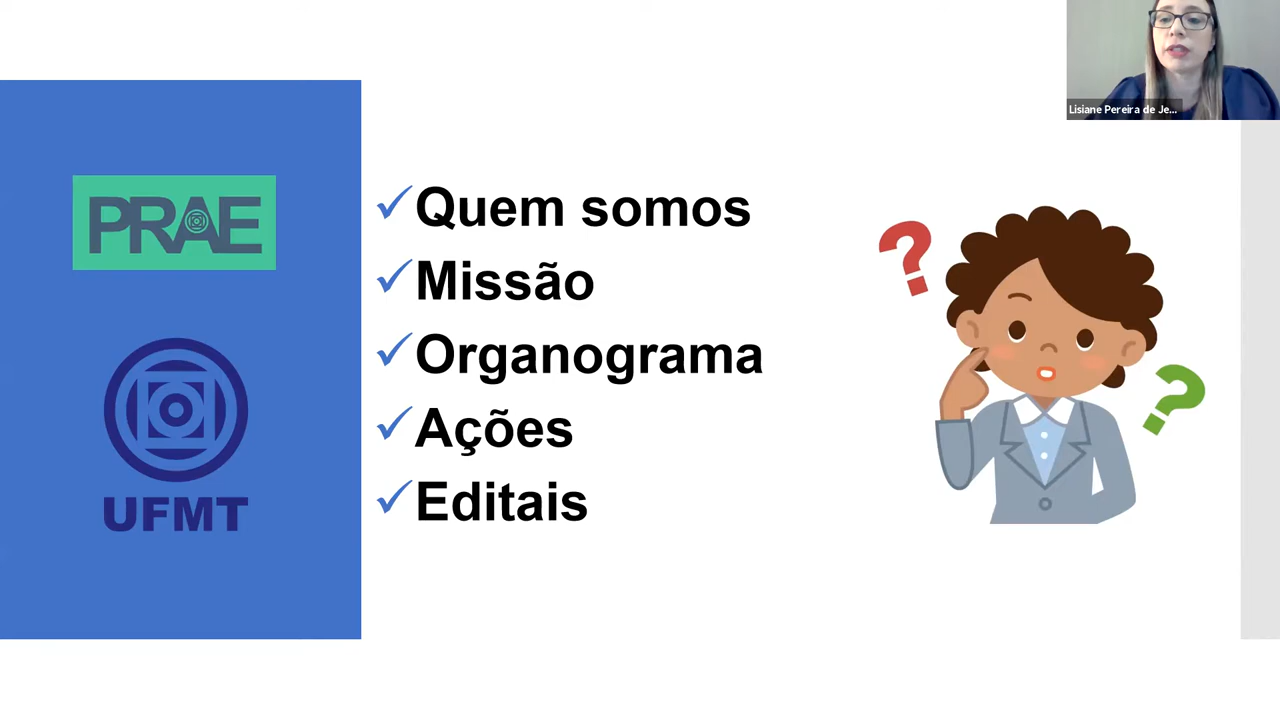 Lisiane Pereira de Je...
PRAE
UFMT
Quem somos
Missão
Organograma
Ações
Editais
?
?